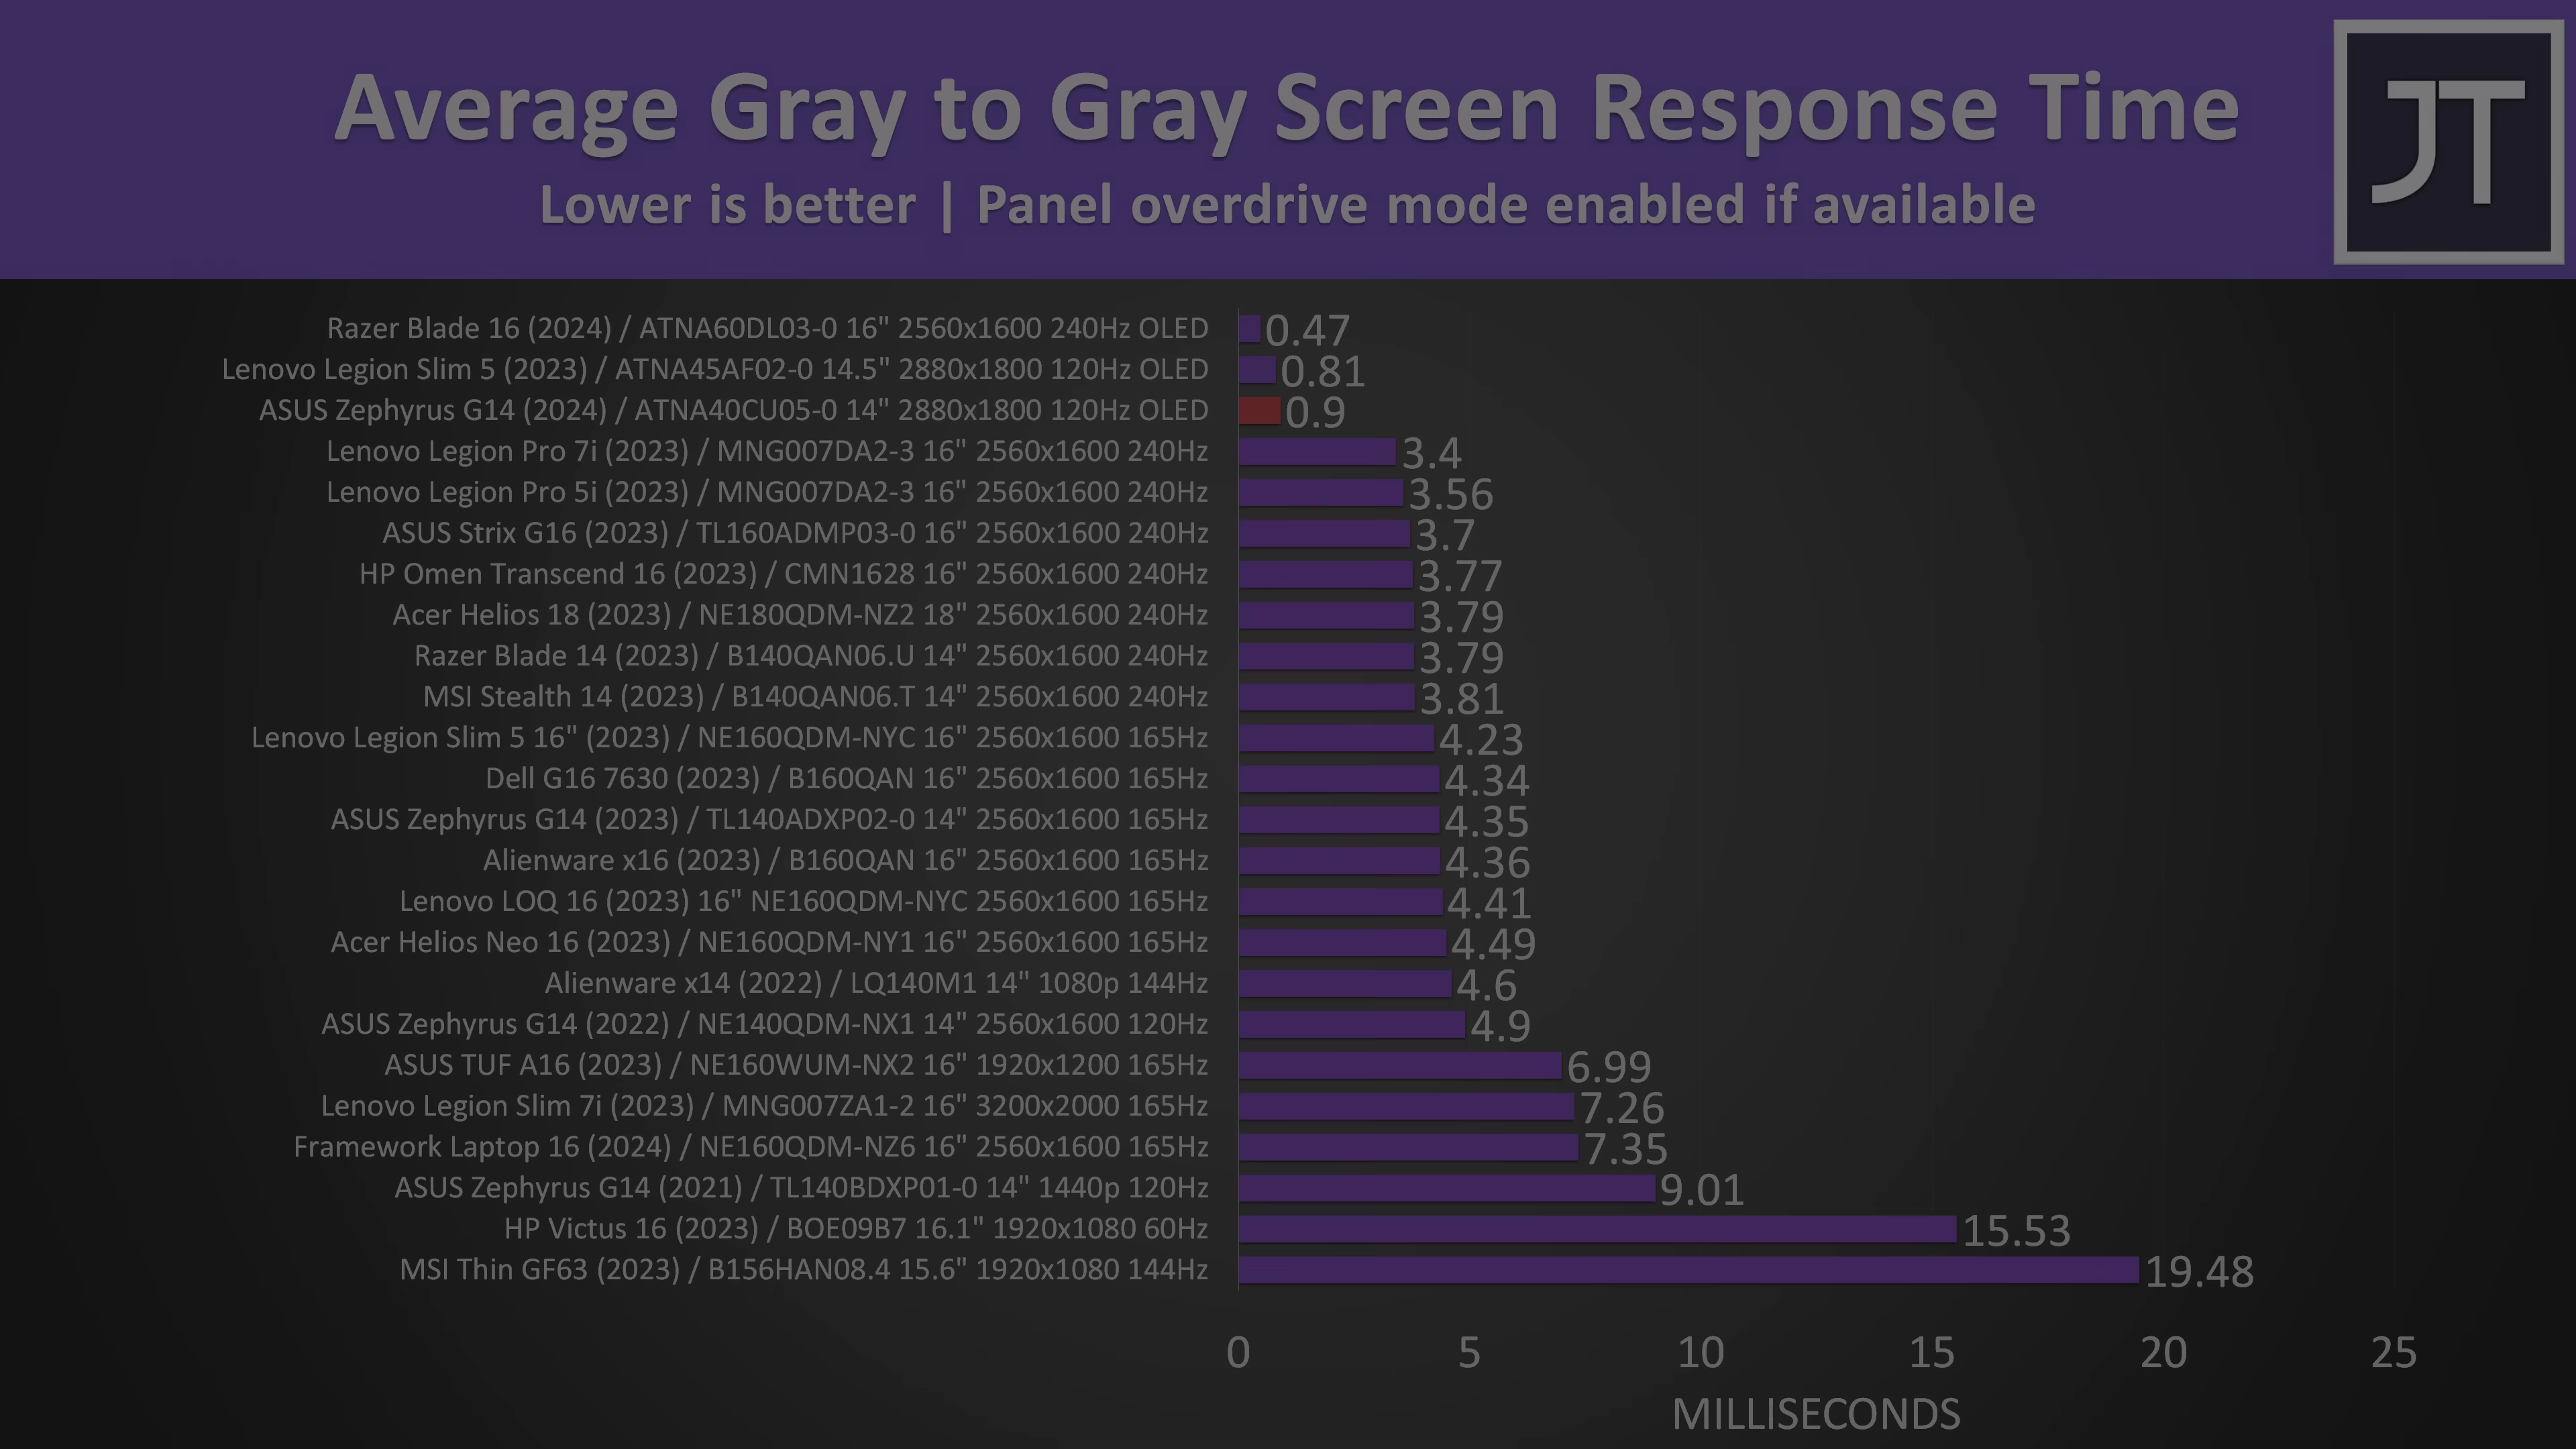 Average Gray to Gray Screen Response Time
JT
Lower is better | Panel overdrive mode enabled if available
Razer Blade 16 (2024) / ATNA60DL03-0 16" 2560x1600 240Hz OLED 0.47
Lenovo Legion Slim 5 (2023) / ATNA45AF02-0 14.5" 2880x1800 120Hz OLED 0.81
ASUS Zephyrus G14 (2024) / ATNA40CU05-0 14" 2880x1800 120Hz OLED 0.9
Lenovo Legion Pro 7i (2023) / MNG007DA2-3 16" 2560x1600 240Hz 3.4
Lenovo Legion Pro 5i (2023) / MNG007DA2-3 16" 2560x1600 240Hz 3.56
ASUS Strix G16 (2023) / TL160ADMP03-0 16" 2560x1600 240Hz 3.7
HP Omen Transcend 16 (2023) / CMN1628 16" 2560x1600 240Hz 3.77
Acer Helios 18 (2023) / NE180QDM-NZ2 18" 2560x1600 240Hz 3.79
Razer Blade 14 (2023) / B140QAN06.U 14" 2560x1600 240Hz 3.79
MSI Stealth 14 (2023) / B140QAN06.T 14" 2560x1600 240Hz 3.81
Lenovo Legion Slim 5 16" (2023) / NE160QDM-NYC 16" 2560x1600 165Hz 4.23
Dell G16 7630 (2023) / B160QAN 16" 2560x1600 165Hz 4.34
ASUS Zephyrus G14 (2023) / TL140ADXP02-0 14" 2560x1600 165Hz 4.35
Alienware x16 (2023) / B160QAN 16" 2560x1600 165Hz 4.36
Lenovo LOQ 16 (2023) 16" NE160QDM-NYC 2560x1600 165Hz 4.41
Acer Helios Neo 16 (2023) / NE160QDM-NY1 16" 2560x1600 165Hz 4.49
Alienware x14 (2022) / LQ140M1 14" 1080p 144Hz 4.6
ASUS Zephyrus G14 (2022) / NE140QDM-NX1 14" 2560x1600 120Hz 4.9
ASUS TUF A16 (2023) / NE160WUM-NX2 16" 1920x1200 165Hz 6.99
Lenovo Legion Slim 7i (2023) / MNG007ZA1-2 16" 3200x2000 165Hz 7.26
Framework Laptop 16 (2024) / NE160QDM-NZ6 16" 2560x1600 165Hz 7.35
ASUS Zephyrus G14 (2021) / TL140BDXP01-0 14" 1440p 120Hz 9.01
HP Victus 16 (2023) / BOE09B7 16.1" 1920x1080 60Hz 15.53
MSI Thin GF63 (2023) / B156HAN08.4 15.6" 1920x1080 144Hz 19.48
0 5 10 15 20 25
MILLISECONDS